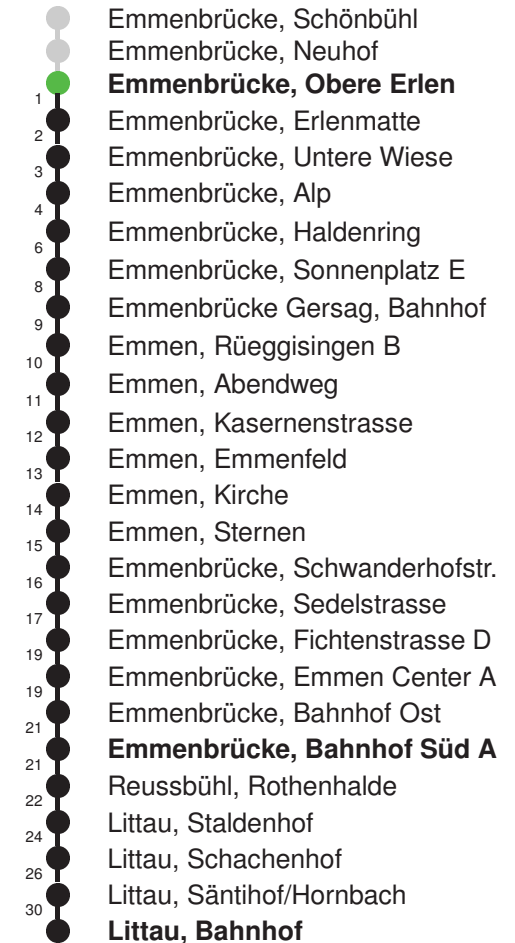 Emmenbrücke, Schönbühl
Emmenbrücke, Neuhof
Emmenbrücke, Obere Erlen
1
Emmenbrücke, Erlenmatte
2
Emmenbrücke, Untere Wiese
3
Emmenbrücke, Alp
4
Emmenbrücke, Haldenring
6
Emmenbrücke, Sonnenplatz E
8
Emmenbrücke Gersag, Bahnhof
9
Emmen, Rüeggisingen B
10
Emmen, Abendweg
11
Emmen, Kasernenstrasse
12
Emmen, Emmenfeld
13
Emmen, Kirche
14
Emmen, Sternen
15
Emmenbrücke, Schwanderhofstr.
16
Emmenbrücke, Sedelstrasse
17
Emmenbrücke, Fichtenstrasse D
19
Emmenbrücke, Emmen Center A
19
Emmenbrücke, Bahnhof Ost
21
Emmenbrücke, Bahnhof Süd A
21
Reussbühl, Rothenhalde
22
Littau, Staldenhof
24
Littau, Schachenhof
26
Littau, Säntihof/Hornbach
30
Littau, Bahnhof